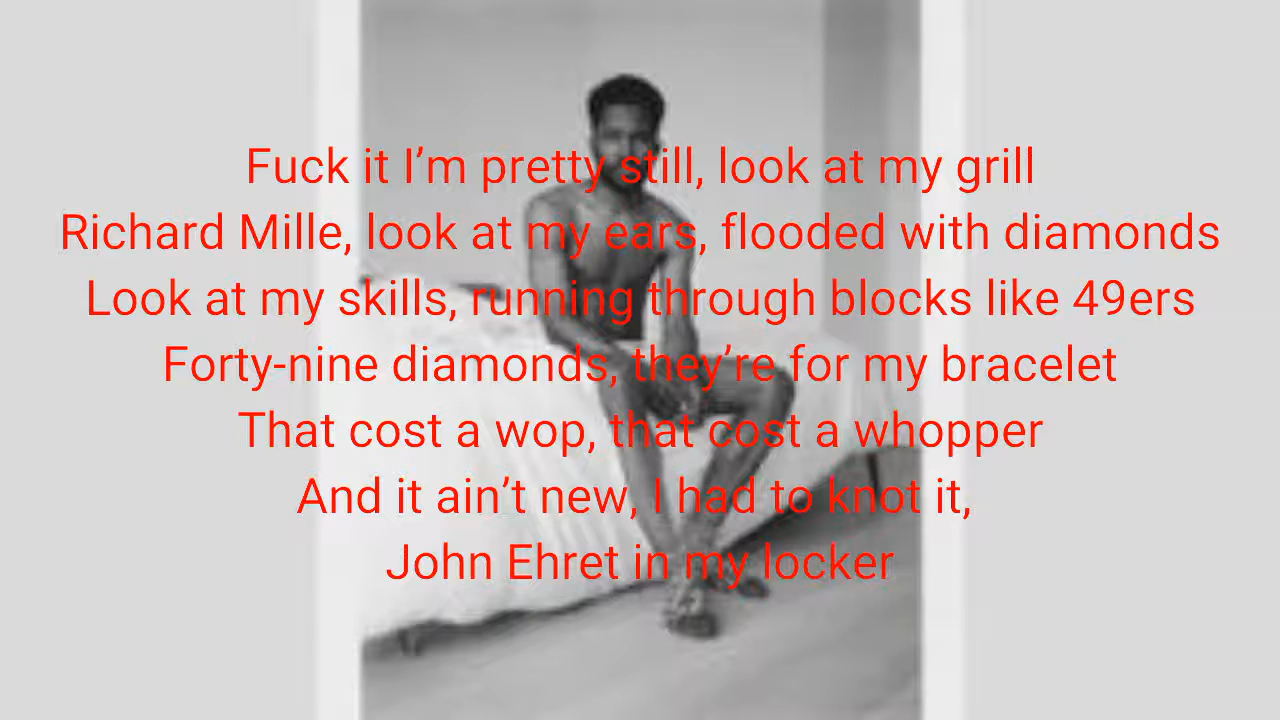 Fuck it I’m pretty still, look at my grill
Richard Mille, look at my ears, flooded with diamonds
Look at my skills, running through blocks like 49ers
Forty-nine diamonds, they’re for my bracelet
That cost a wop, that cost a whopper
And it ain’t new, I had to knot it,
John Ehret in my locker